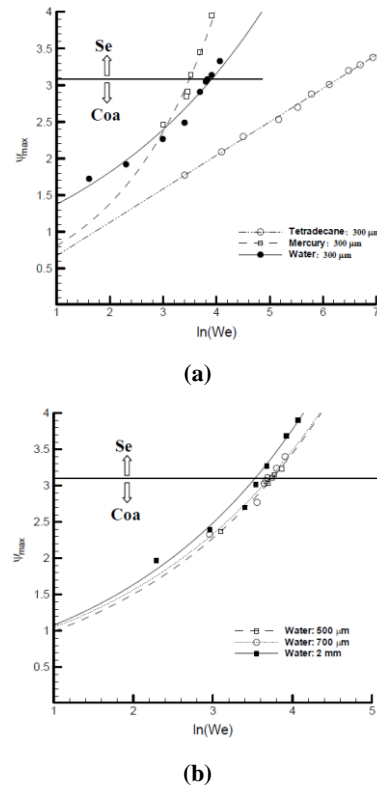 4
3.5
3
2.5
2
1.5
1
0.5
Ψmax
Se
Coa
Tetradecane: 300 μm
Mercury: 300 μm
Water: 300 μm
1 2 3 4 5 6 7
ln(We)
(a)
4
3.5
3
2.5
2
1.5
1
0.5
Ψmax
Se
Coa
Water: 500 μm
Water: 700 μm
Water: 2 mm
1 2 3 4 5
ln(We)
(b)